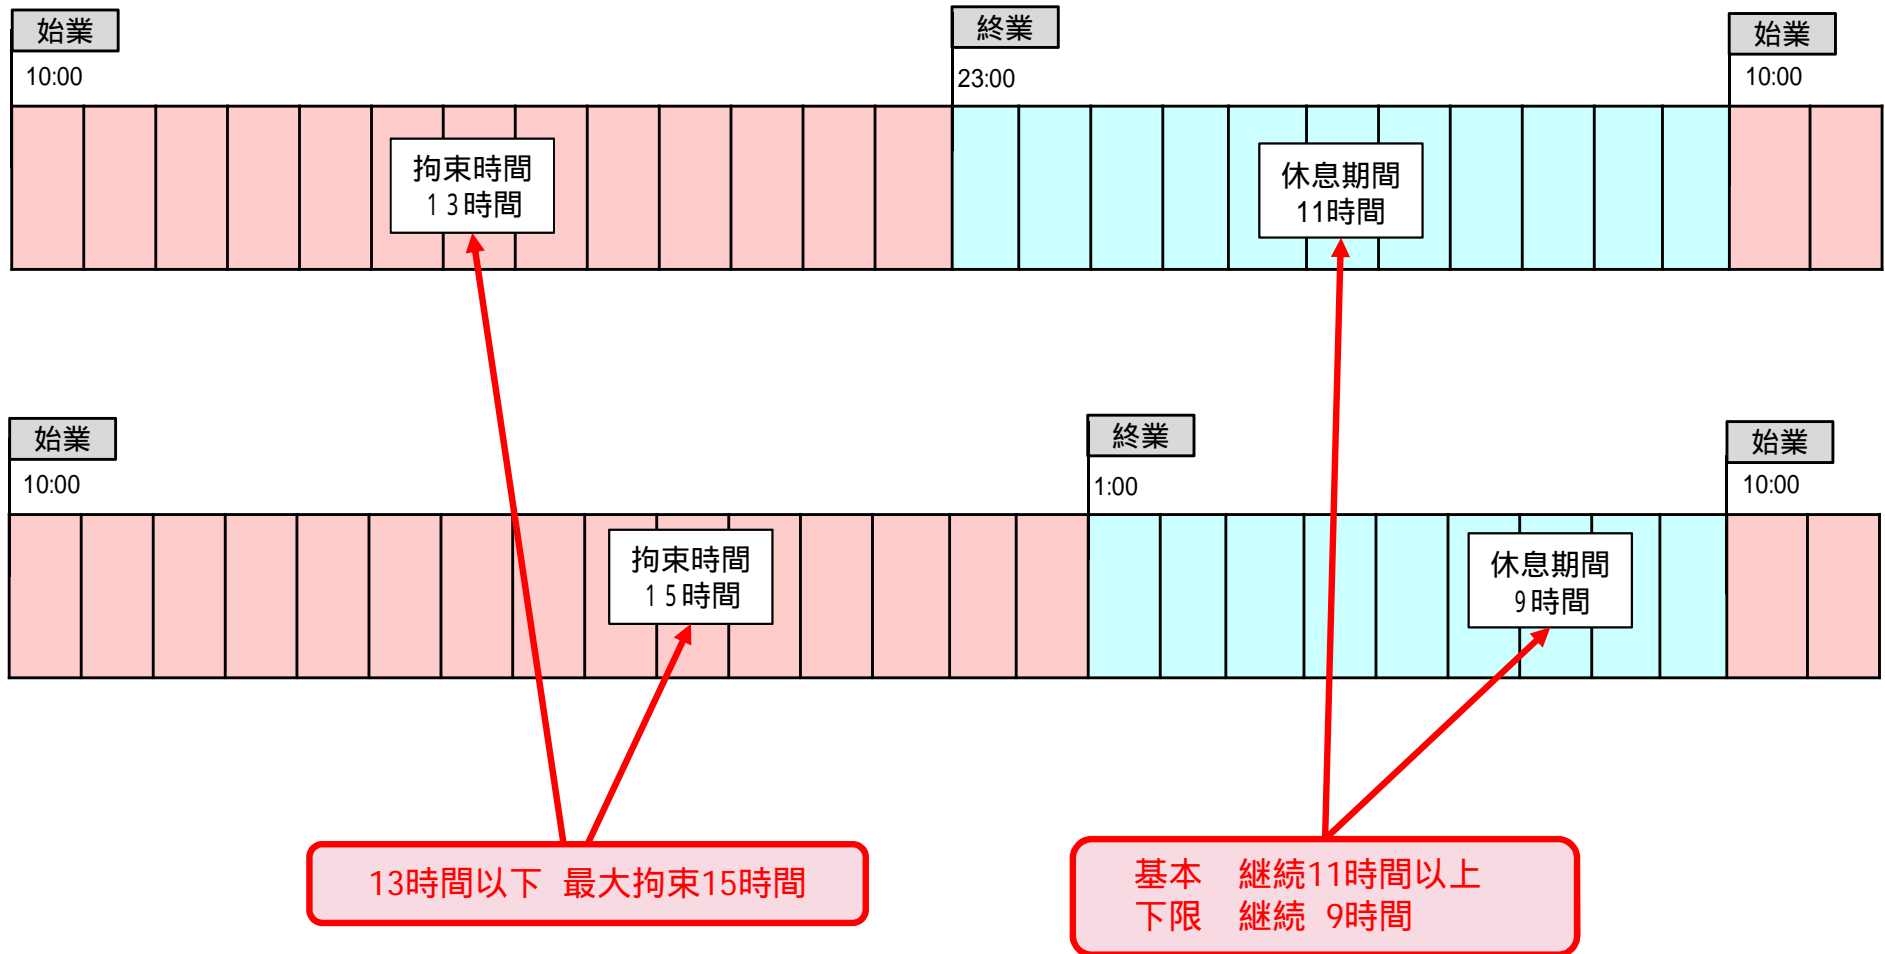 始業
終業
始業
10:00
23:00
10:00
拘束時間
13時間
休息期間
11時間
始業
終業
始業
10:00
1:00
10:00
拘束時間
15時間
休息期間
9時間
13時間以下 最大拘束15時間
基本　継続11時間以上
下限　継続 9時間